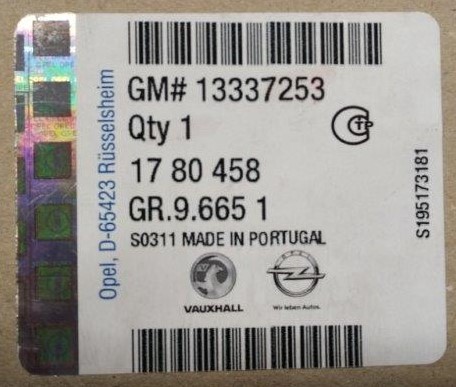 GM# 13337253
Qty 1
17 80 458
GR.9.665 1
S0311 MADE IN PORTUGAL
VAUXHALL
Wir leben Autos.
Opel, D-65423 Rüsselsheim
S195173181